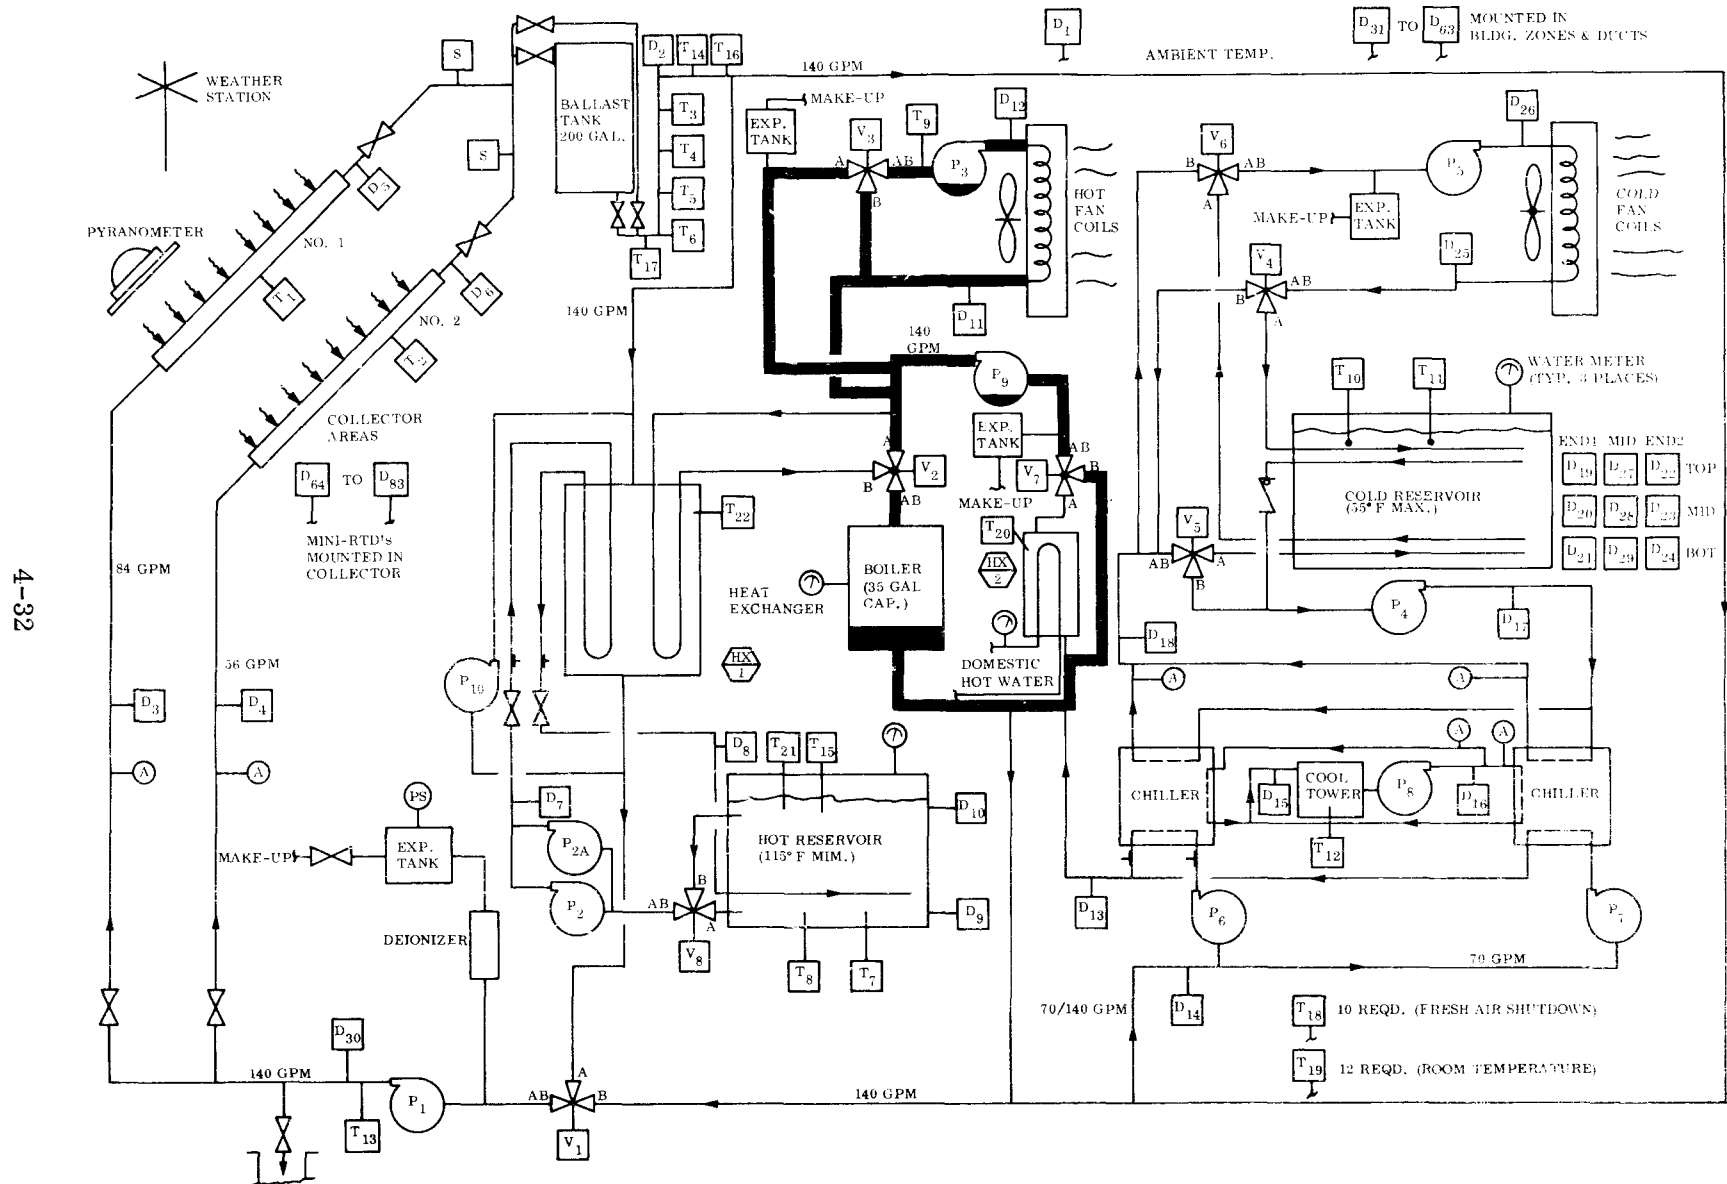 D1
D31 TO D63 MOUNTED IN
BLDG. ZONES & DUCTS
AMBIENT TEMP.
WEATHER
STATION
S
S
D2
T14
T16
140 GPM
BALLAST
TANK
200 GAL.
T3
T4
T5
T6
T17
EXP.
TANK
MAKE-UP
V3
A
AB
B
T9
P3
D12
HOT
FAN
COILS
D11
V6
B
AB
A
P5
D26
MAKE-UP
EXP.
TANK
D25
COLD
FAN
COILS
V4
B
AB
A
PYRANOMETER
NO. 1
T1
D5
NO. 2
T2
D6
COLLECTOR
AREAS
D64 TO D83
MINI-RTD'S
MOUNTED IN
COLLECTOR
140 GPM
140
GPM
P9
EXP.
TANK
MAKE-UP
AB
B
V7
A
A
B
V2
AB
T22
HEAT
EXCHANGER
HX
1
BOILER
(35 GAL
CAP.)
T20
HX
2
DOMESTIC
HOT WATER
T10
T11
WATER METER
(TYP. 3 PLACES)
END1 MID END2
D19 D27 D22 TOP
D20 D28 D23 MID
D21 D29 D24 BOT
COLD RESERVOIR
(55° F MAX.)
V5
AB
A
B
P4
D17
D18
84 GPM
56 GPM
D3
D4
A
A
P10
D7
P2A
P2
D8
T21
T15
D10
HOT RESERVOIR
(115° F MIM.)
B
AB
A
V8
D9
T8
T7
A
A
A
A
CHILLER
D15
COOL
TOWER
P8
D16
CHILLER
T12
D13
P6
P7
PS
MAKE-UP
EXP.
TANK
DEIONIZER
70 GPM
70/140 GPM
D14
T18 10 REQD. (FRESH AIR SHUTDOWN)
T19 12 REQD. (ROOM TEMPERATURE)
D30
140 GPM
P1
T13
A
AB
B
V1
140 GPM
4-32